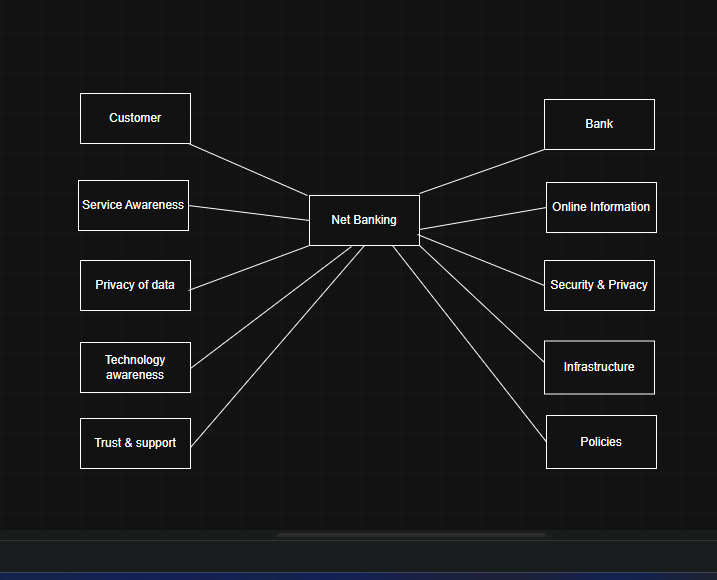 Customer
Service Awareness
Privacy of data
Technology
awareness
Trust & support
Net Banking
Bank
Online Information
Security & Privacy
Infrastructure
Policies